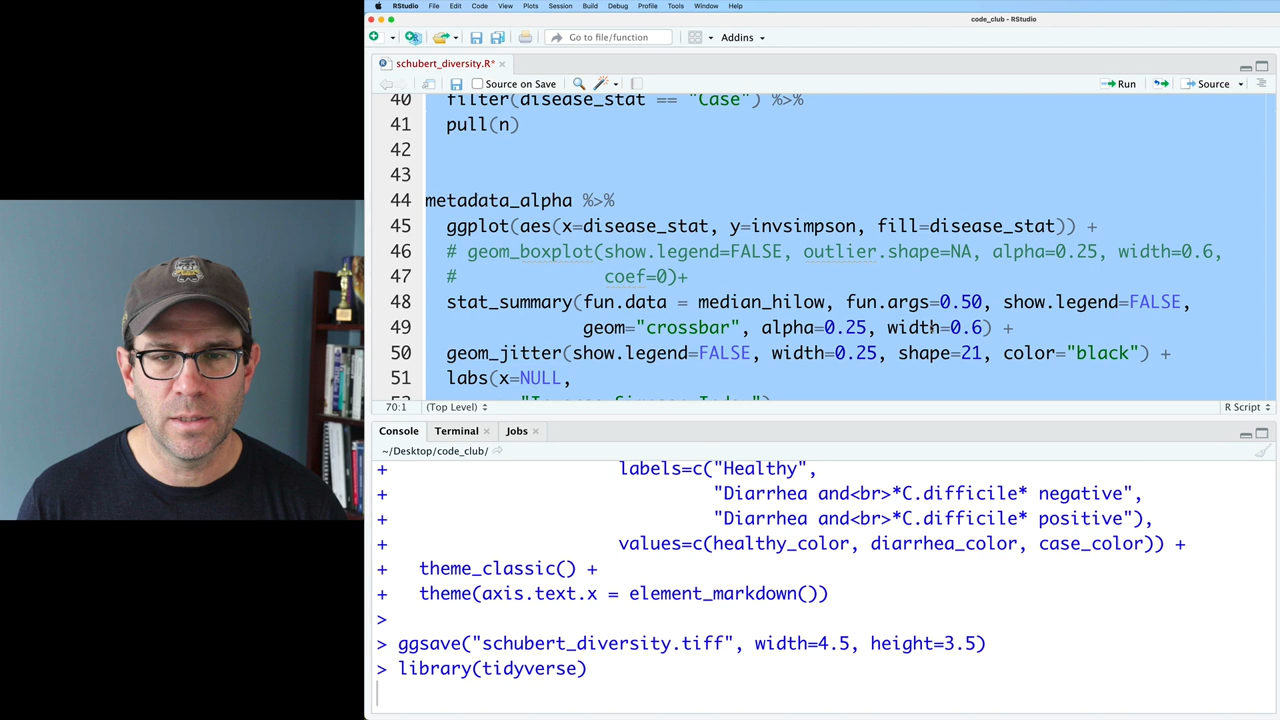 RStudio File Edit Code View Plots Session Build Debug Profile Tools Window Help
code_club - RStudio
Go to file/function Addins
schubert_diversity.R*
Source on Save Run Source
40 filter(disease_stat == "Case") %>%
41 pull(n)
42
43
44 metadata_alpha %>%
45 ggplot(aes(x=disease_stat, y=invsimpson, fill=disease_stat)) +
46 # geom_boxplot(show.legend=FALSE, outlier.shape=NA, alpha=0.25, width=0.6,
47 # coef=0)+
48 stat_summary(fun.data = median_hilow, fun.args=0.50, show.legend=FALSE,
49 geom="crossbar", alpha=0.25, width=0.6) +
50 geom_jitter(show.legend=FALSE, width=0.25, shape=21, color="black") +
51 labs(x=NULL,
70:1 (Top Level) R Script
Console Terminal Jobs
~/Desktop/code_club/
+ labels=c("Healthy",
+ "Diarrhea and<br>*C.difficile* negative",
+ "Diarrhea and<br>*C.difficile* positive"),
+ values=c(healthy_color, diarrhea_color, case_color)) +
+ theme_classic() +
+ theme(axis.text.x = element_markdown())
>
> ggsave("schubert_diversity.tiff", width=4.5, height=3.5)
> library(tidyverse)